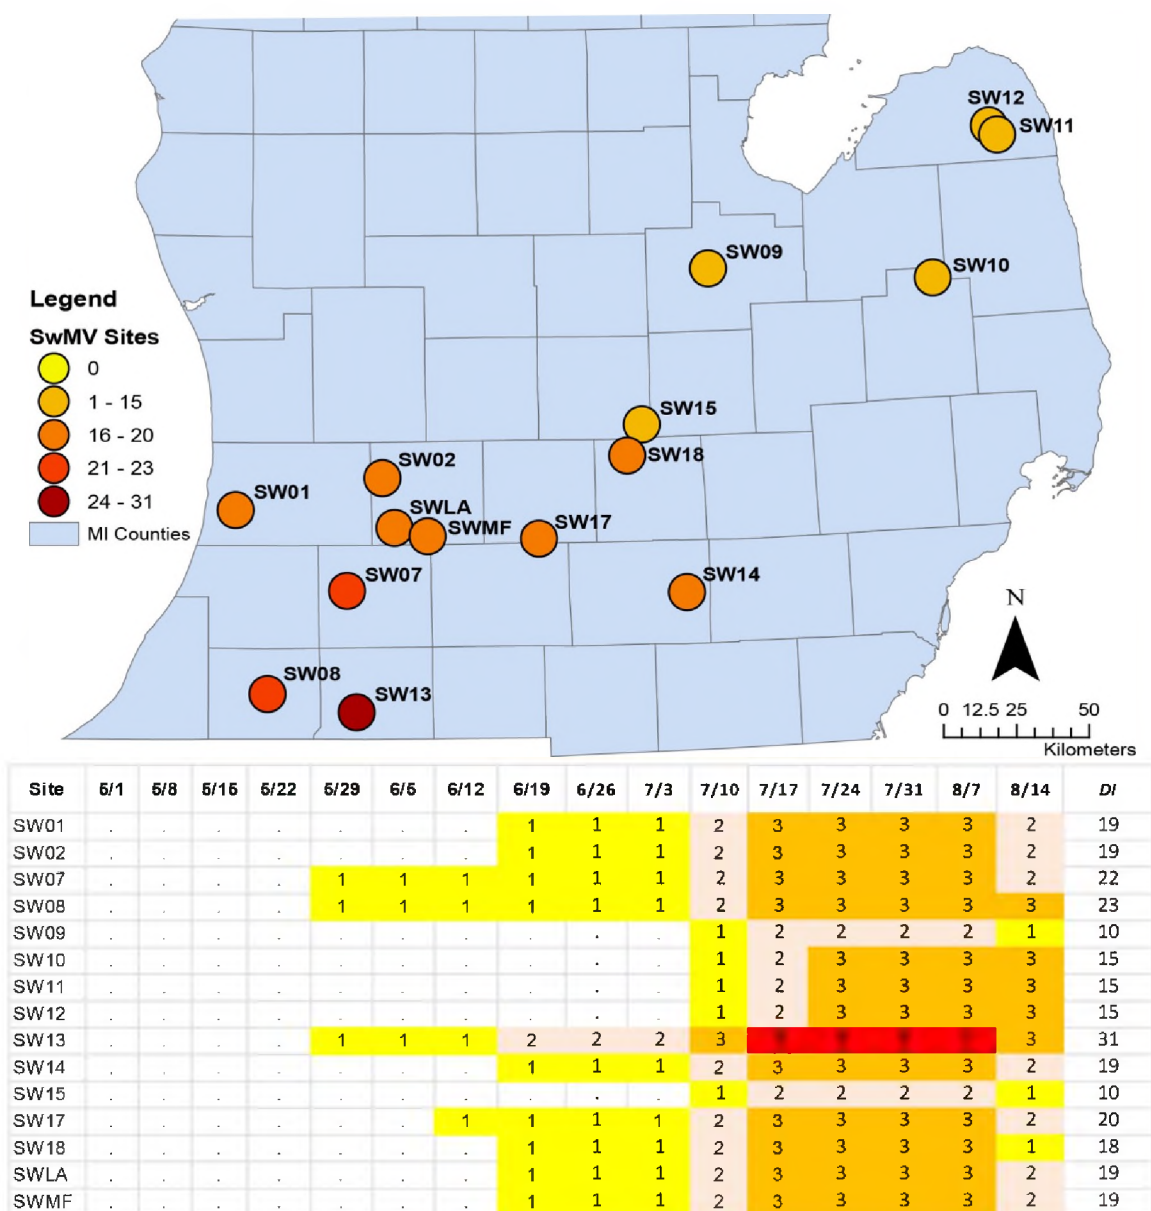 SW12
SW11
SW09
SW10
Legend
SwMV Sites
0
1 - 15
16 - 20
21 - 23
24 - 31
MI Counties
SW15
SW18
SW02
SW01
SWLA
SWMF
SW17
SW07
SW14
SW08
SW13
N
0 12.5 25 50
Kilometers
Site 5/1 5/8 5/15 5/22 5/29 6/5 6/12 6/19 6/26 7/3 7/10 7/17 7/24 7/31 8/7 8/14 DI
SW01 . . . . . . . 1 1 1 2 3 3 3 3 2 19
SW02 . . . . . . . 1 1 1 2 3 3 3 3 2 19
SW07 . . . . 1 1 1 1 1 1 2 3 3 3 3 2 22
SW08 . . . . 1 1 1 1 1 1 2 3 3 3 3 3 23
SW09 . . . . . . . . . . 1 2 2 2 2 1 10
SW10 . . . . . . . . . . 1 2 3 3 3 3 15
SW11 . . . . . . . . . . 1 2 3 3 3 3 15
SW12 . . . . . . . . . . 1 2 3 3 3 3 15
SW13 . . . . 1 1 1 2 2 2 3 3 31
SW14 . . . . . . . 1 1 1 2 3 3 3 3 2 19
SW15 . . . . . . . . . . 1 2 2 2 2 1 10
SW17 . . . . . . 1 1 1 1 2 3 3 3 3 2 20
SW18 . . . . . . . 1 1 1 2 3 3 3 3 1 18
SWLA . . . . . . . 1 1 1 2 3 3 3 3 2 19
SWMF . . . . . . . 1 1 1 2 3 3 3 3 2 19